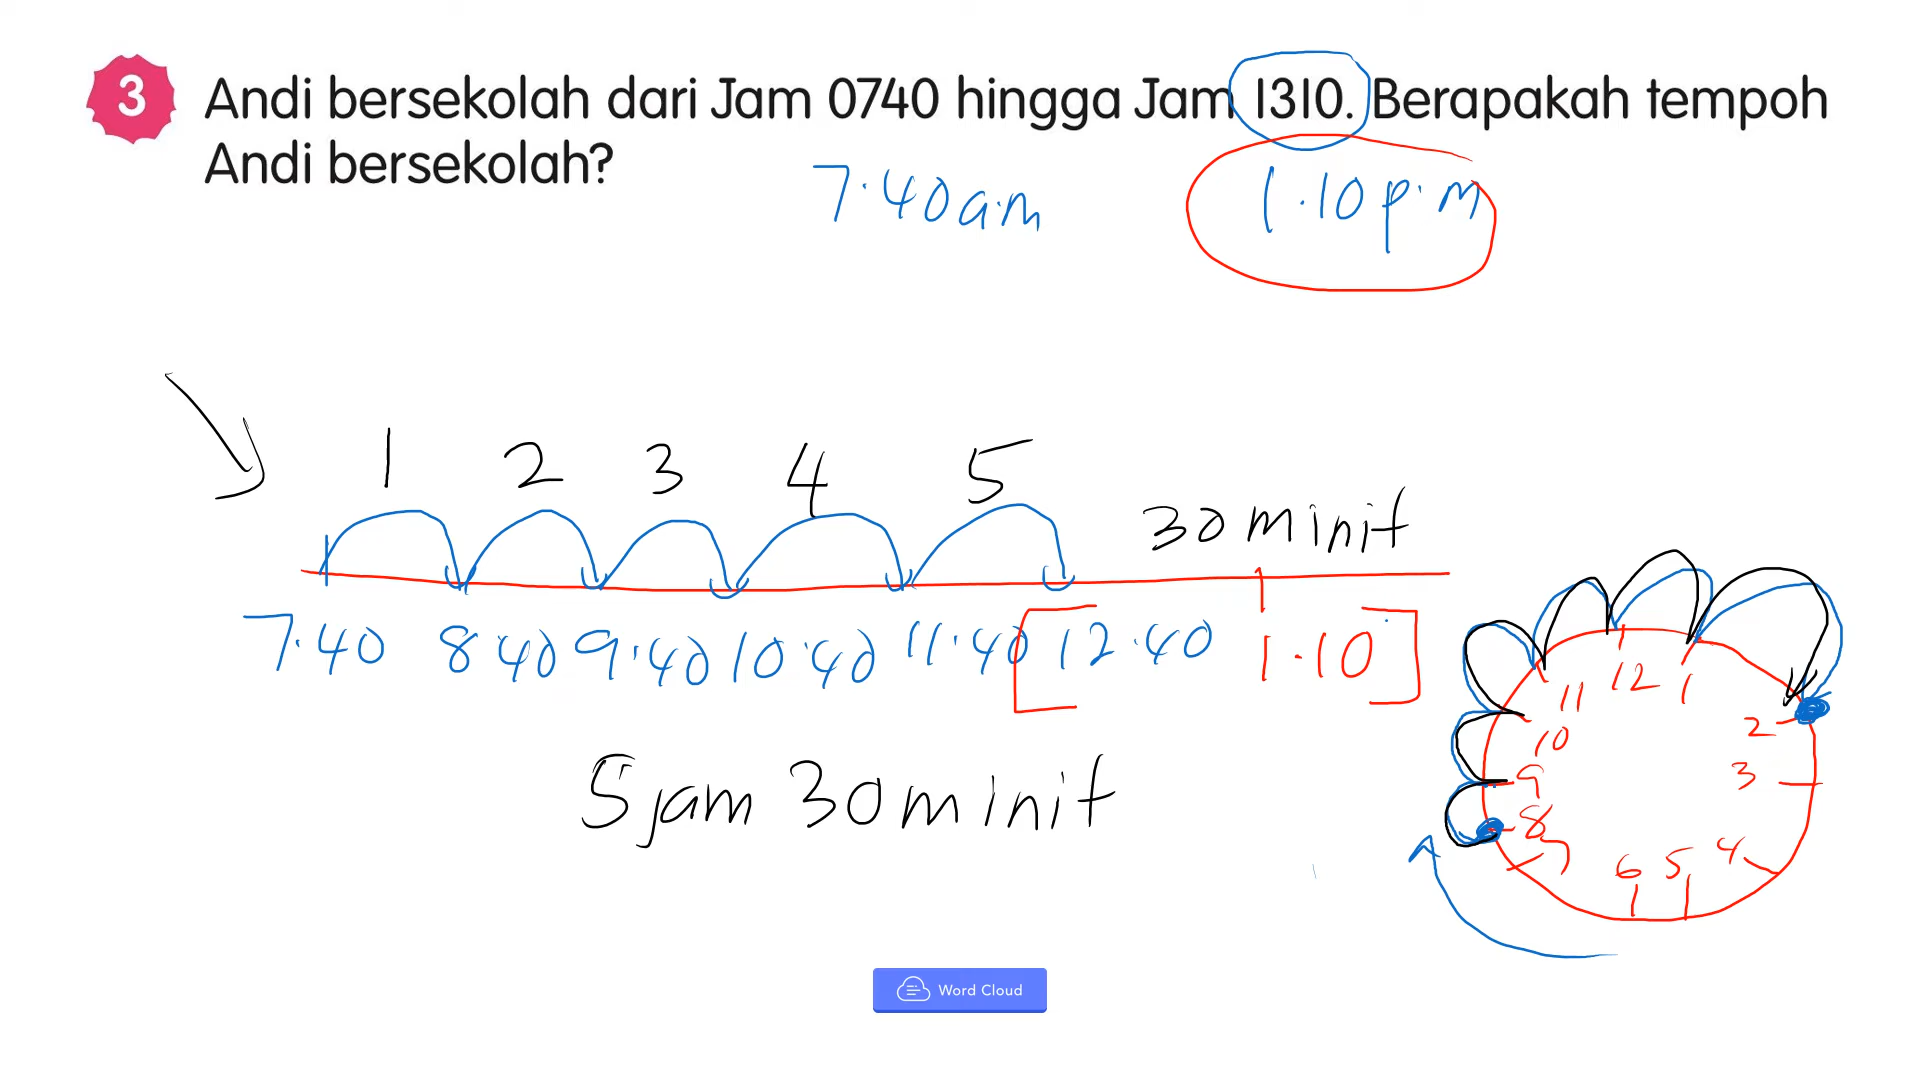 3 Andi bersekolah dari Jam 0740 hingga Jam 1310. Berapakah tempoh
Andi bersekolah?
7.40 a.m 1.10 p.m
1 2 3 4 5
30 minit
7.40 8.40 9.40 10.40 11.40 12.40 1.10
5 jam 30 minit
11 12 1
10 2
9 3
8 4
7 6 5
Word Cloud